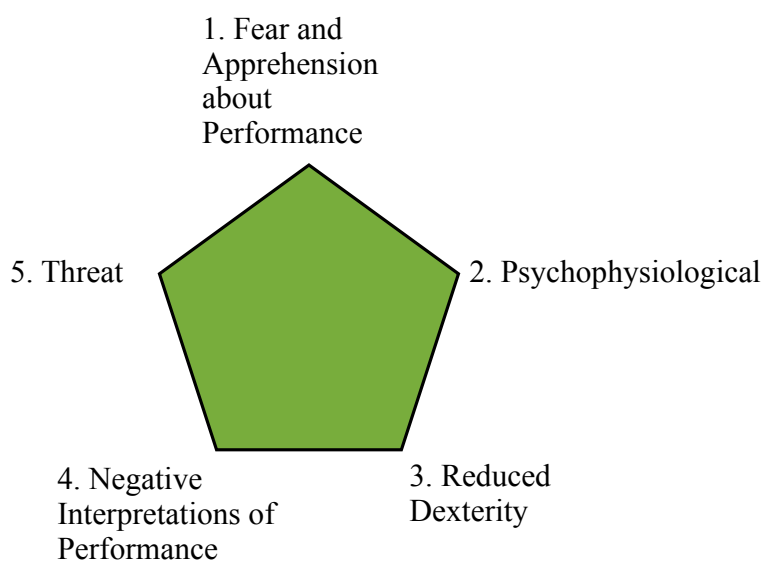 1. Fear and
Apprehension
about
Performance
5. Threat
2. Psychophysiological
4. Negative
Interpretations of
Performance
3. Reduced
Dexterity